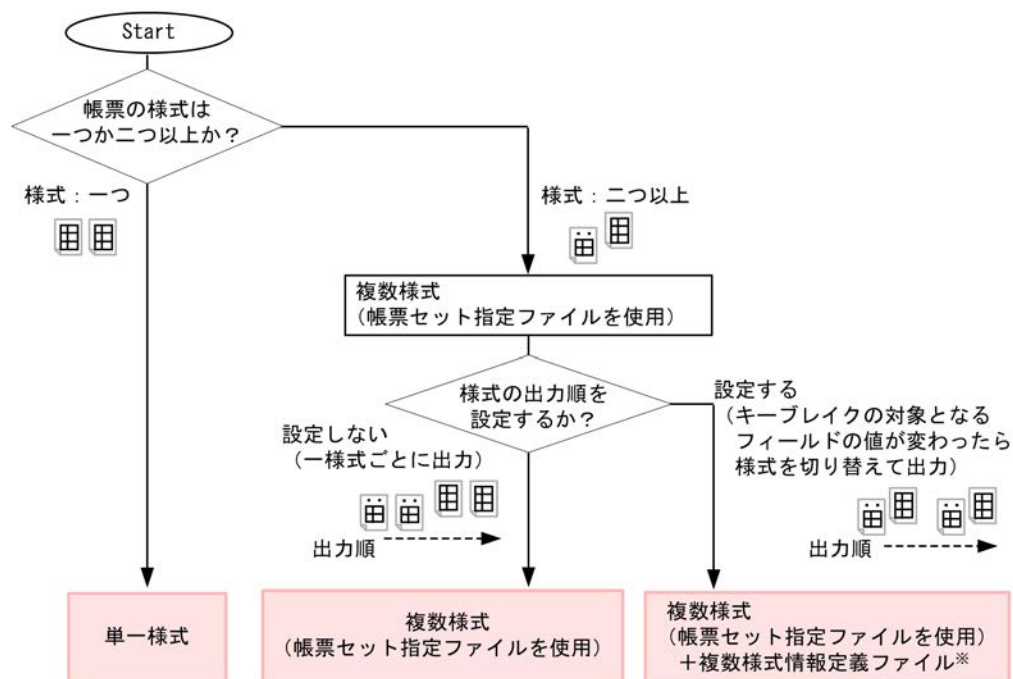 Start
帳票の様式は
一つか二つ以上か？
様式：一つ
様式：二つ以上
複数様式
（帳票セット指定ファイルを使用）
様式の出力順を
設定するか？
設定しない
（一様式ごとに出力）
出力順
設定する
（キーブレイクの対象となる
フィールドの値が変わったら
様式を切り替えて出力）
出力順
単一様式
複数様式
（帳票セット指定ファイルを使用）
複数様式
（帳票セット指定ファイルを使用）
＋複数様式情報定義ファイル※